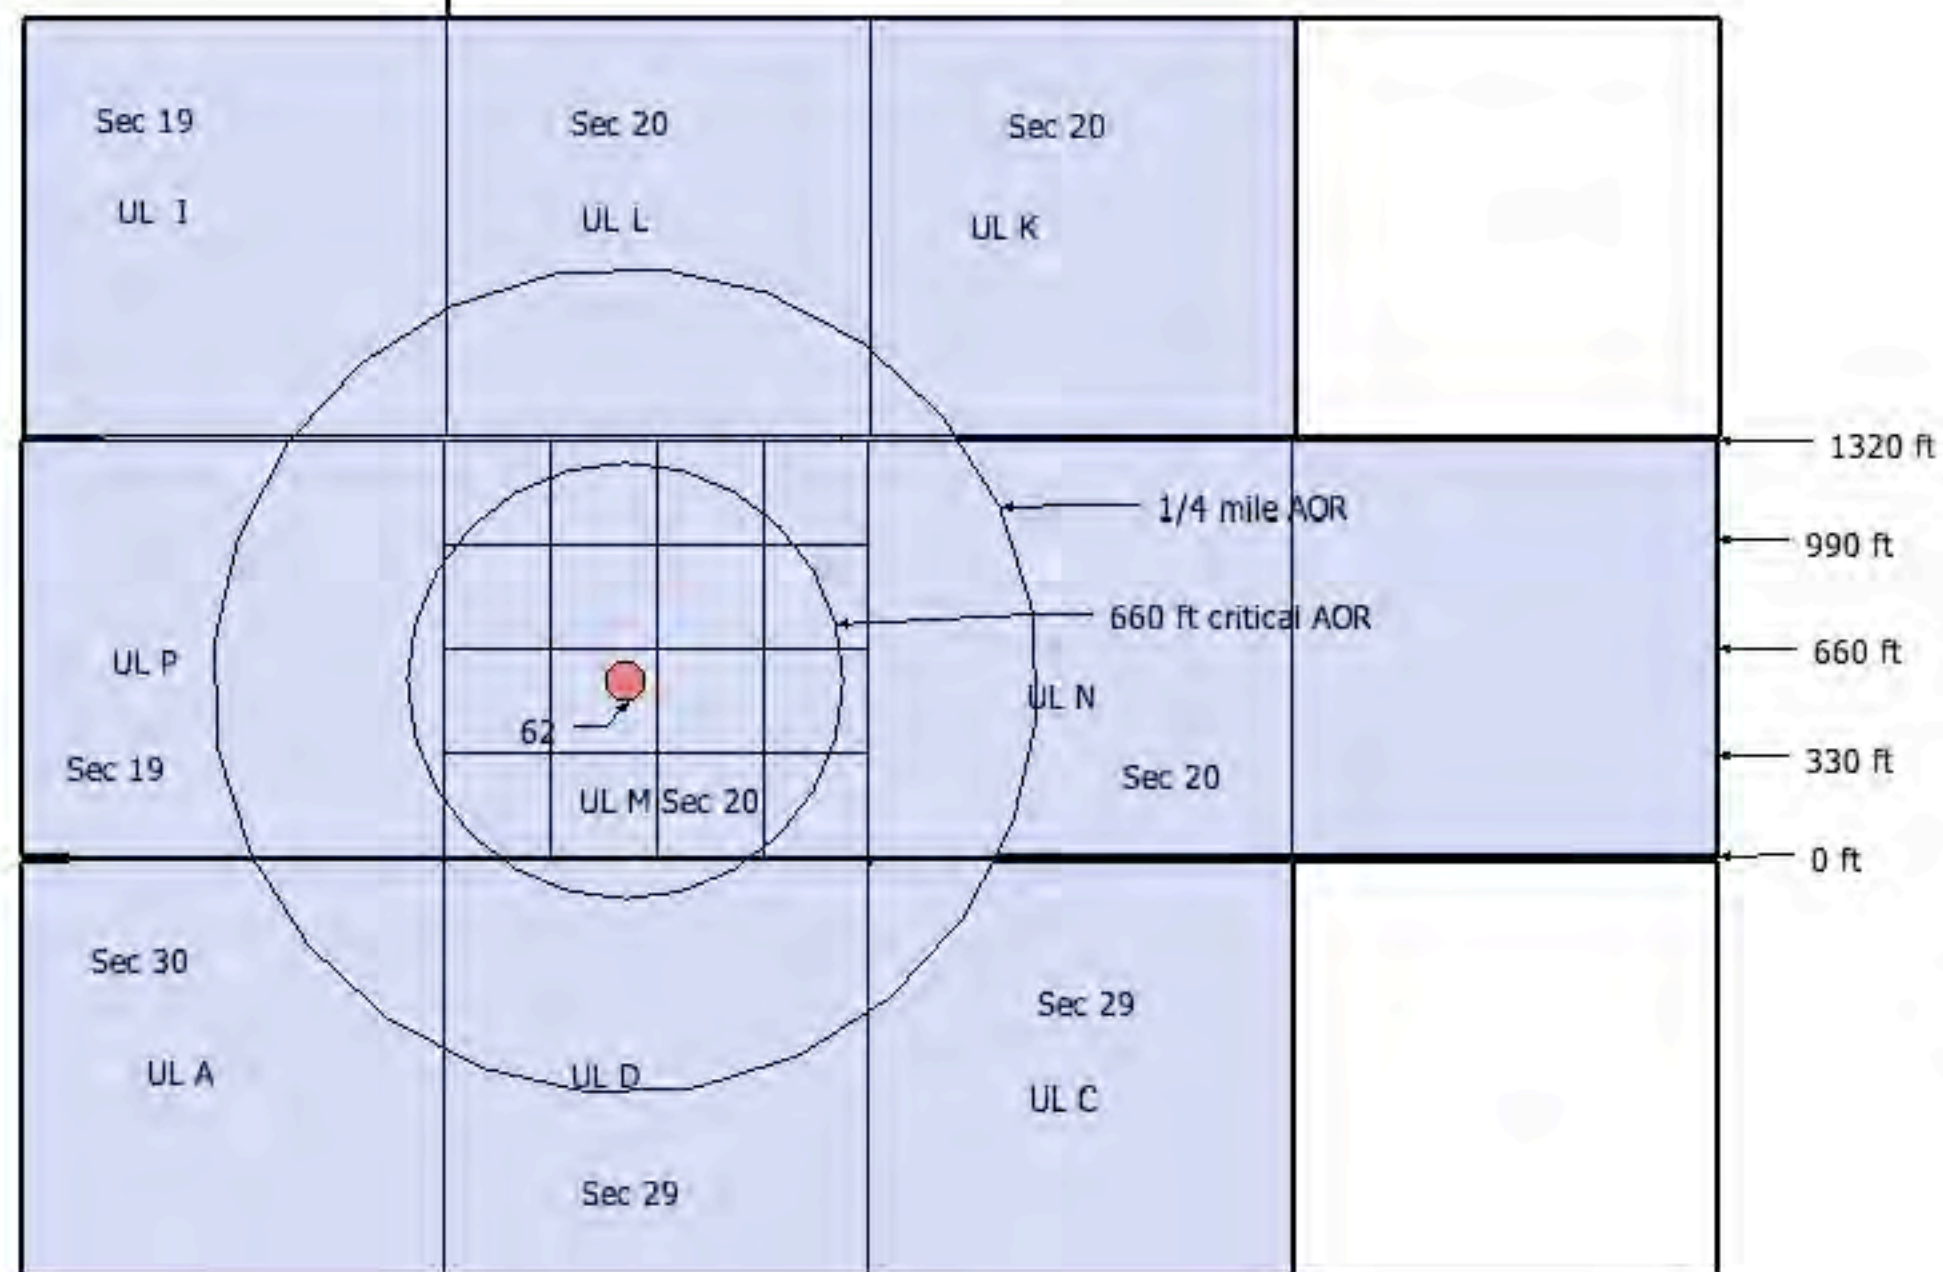 Sec 19
Sec 20
Sec 20
UL I
UL L
UL K
1320 ft
1/4 mile AOR
990 ft
660 ft critical AOR
660 ft
UL P
UL N
62
330 ft
Sec 19
Sec 20
UL M Sec 20
0 ft
Sec 30
Sec 29
UL A
UL D
UL C
Sec 29